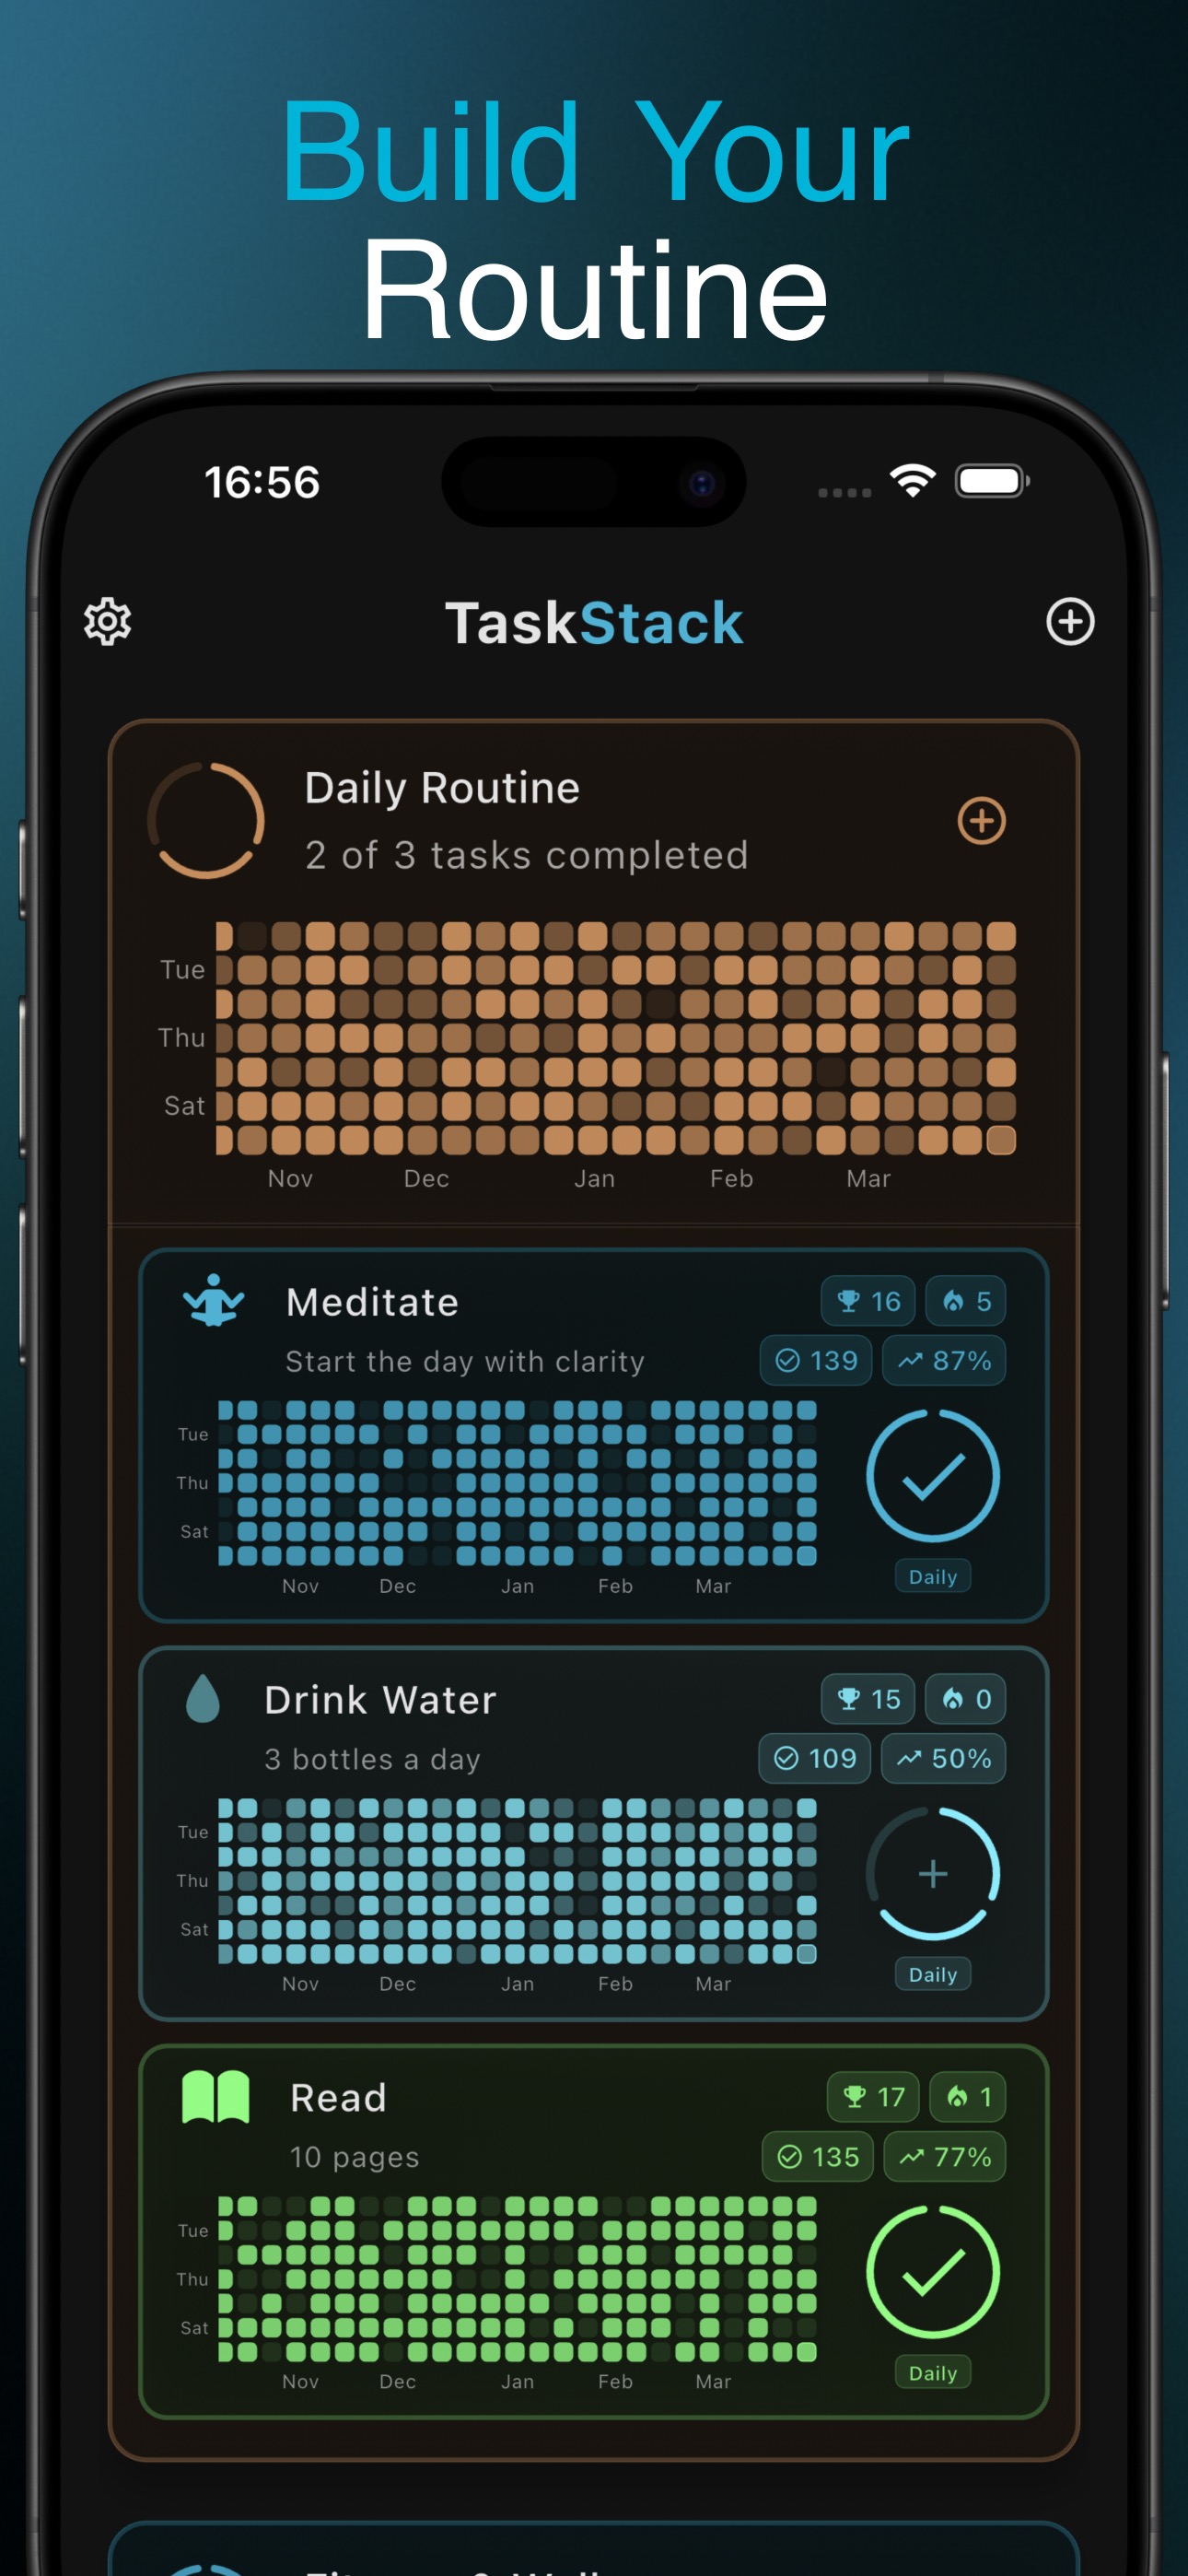 Build Your
Routine
16:56
TaskStack
Daily Routine
2 of 3 tasks completed
Tue
Thu
Sat
Nov Dec Jan Feb Mar
Meditate
16 5
Start the day with clarity
139 87%
Tue
Thu
Sat
Nov Dec Jan Feb Mar
Daily
Drink Water
15 0
3 bottles a day
109 50%
Tue
Thu
Sat
Nov Dec Jan Feb Mar
Daily
Read
17 1
10 pages
135 77%
Tue
Thu
Sat
Nov Dec Jan Feb Mar
Daily